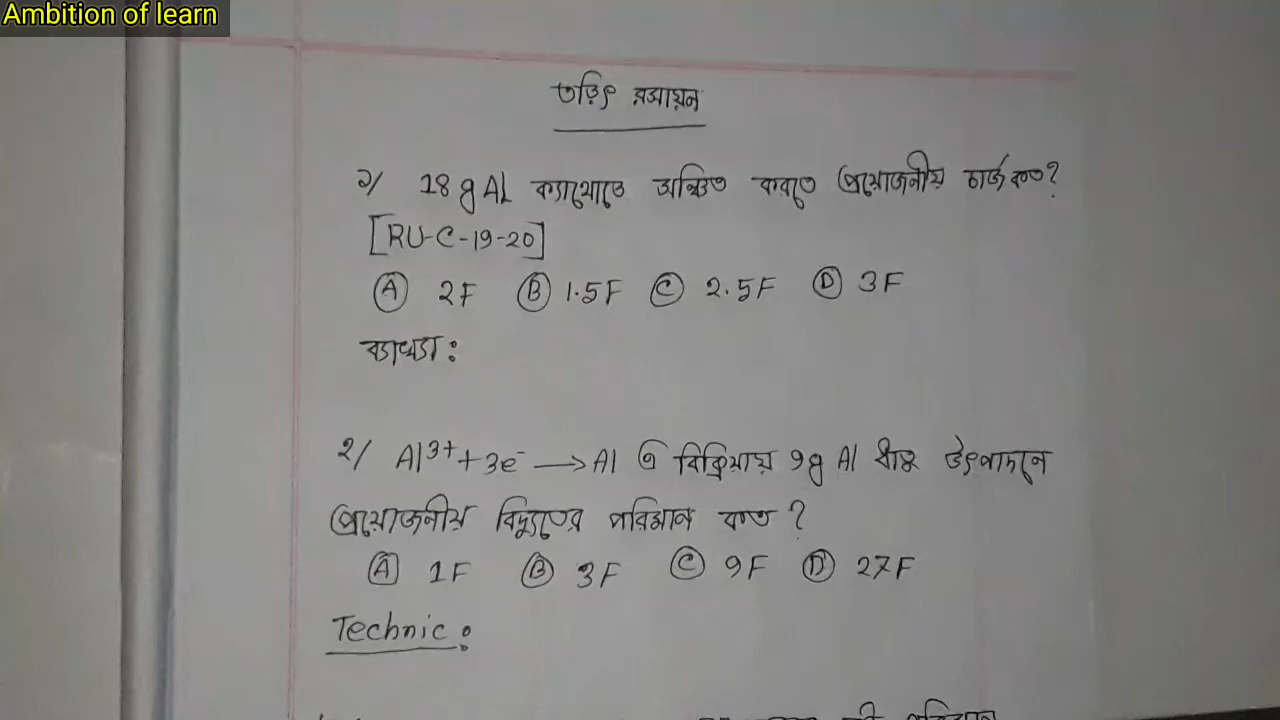 Ambition of learn
তড়িৎ রসায়ন
১/ 18 g Al ক্যাথোডে সঞ্চিত করতে প্রয়োজনীয় চার্জ কত?
[RU-C-19-20]
Ⓐ 2F Ⓑ 1.5F Ⓒ 2.5F Ⓓ 3F
ব্যাখ্যা :
২/ Al³⁺ + 3e⁻ → Al এ বিক্রিয়ায় 9g Al ধাতু উৎপাদনে
প্রয়োজনীয় বিদ্যুতের পরিমান কত ?
Ⓐ 1F Ⓑ 3F Ⓒ 9F Ⓓ 27F
Technic :